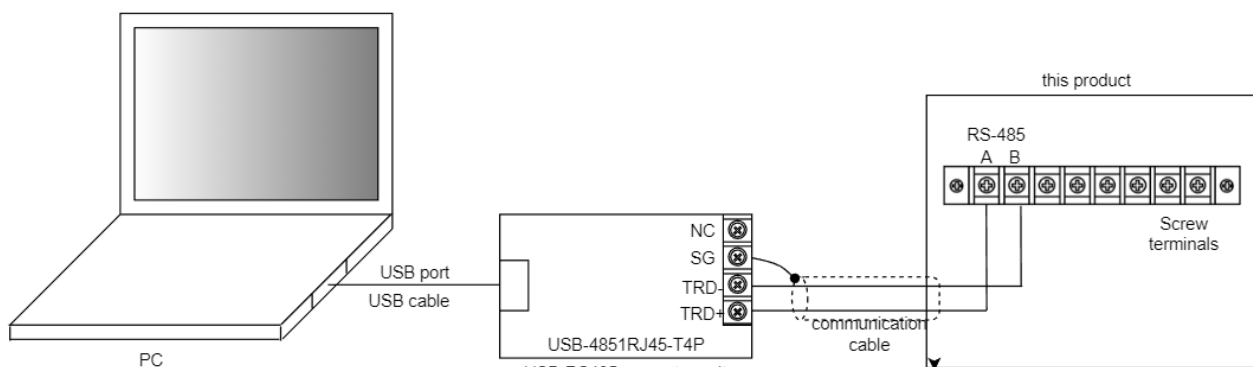 this product
RS-485
A B
Screw
terminals
NC
SG
TRD-
TRD+
USB port
USB cable
communication
cable
USB-4851RJ45-T4P
PC